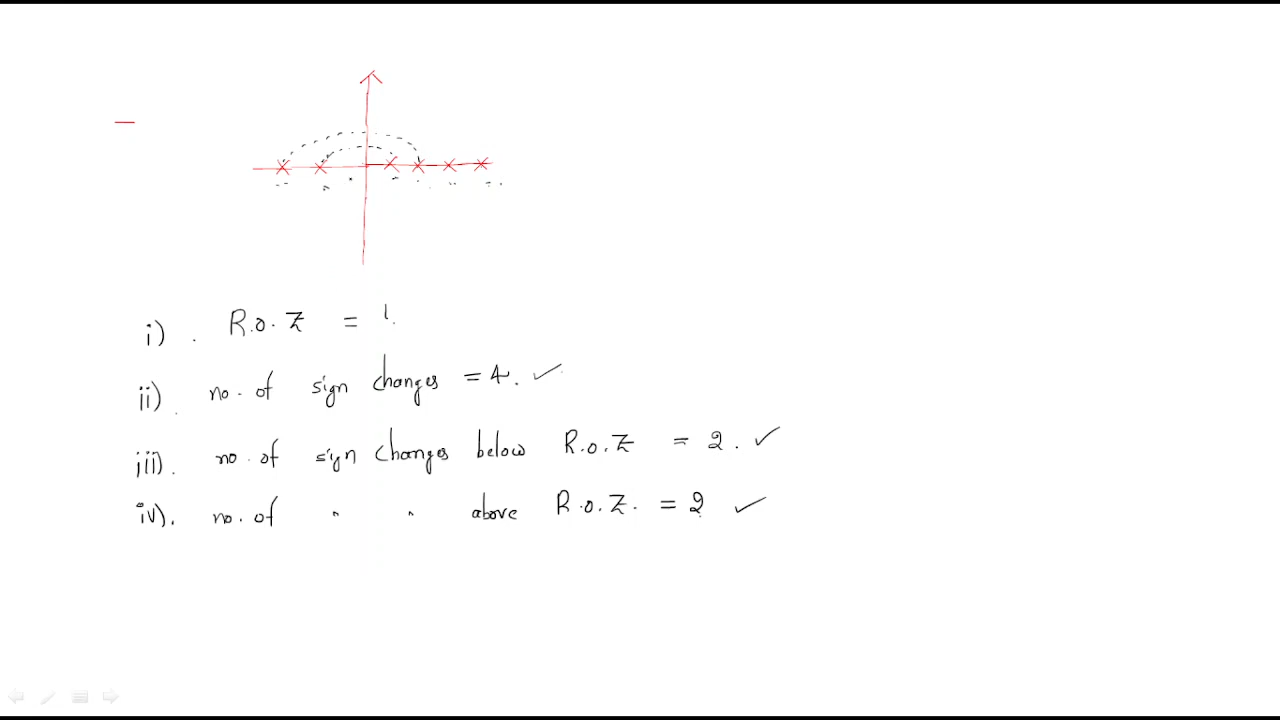 i). R.o.Z = 1.
ii). no. of sign changes = 4. ✓
iii). no. of sign changes below R.o.Z = 2. ✓
iv). no. of " " above R.o.Z. = 2 ✓